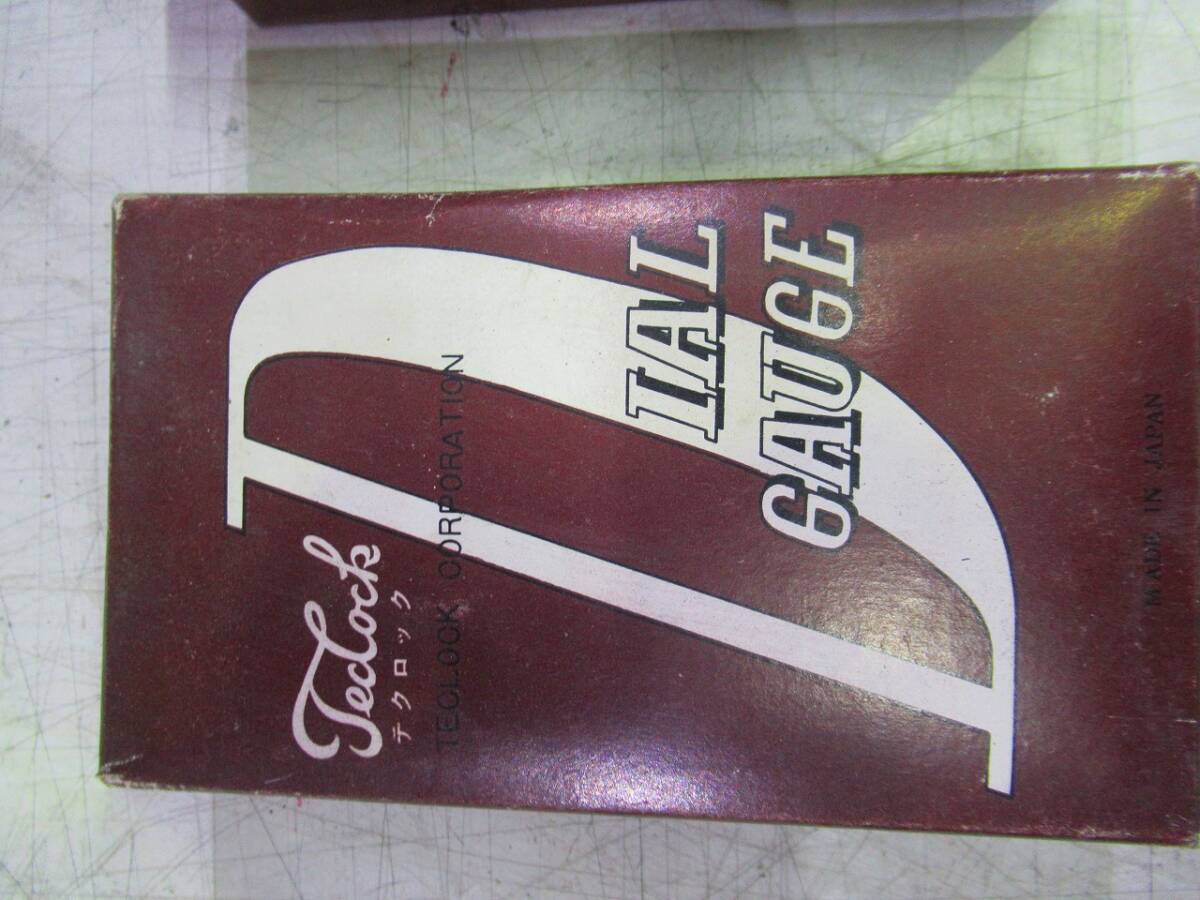 Teclock
テクロック
TECLOCK CORPORATION
DIAL
GAUGE
MADE IN JAPAN